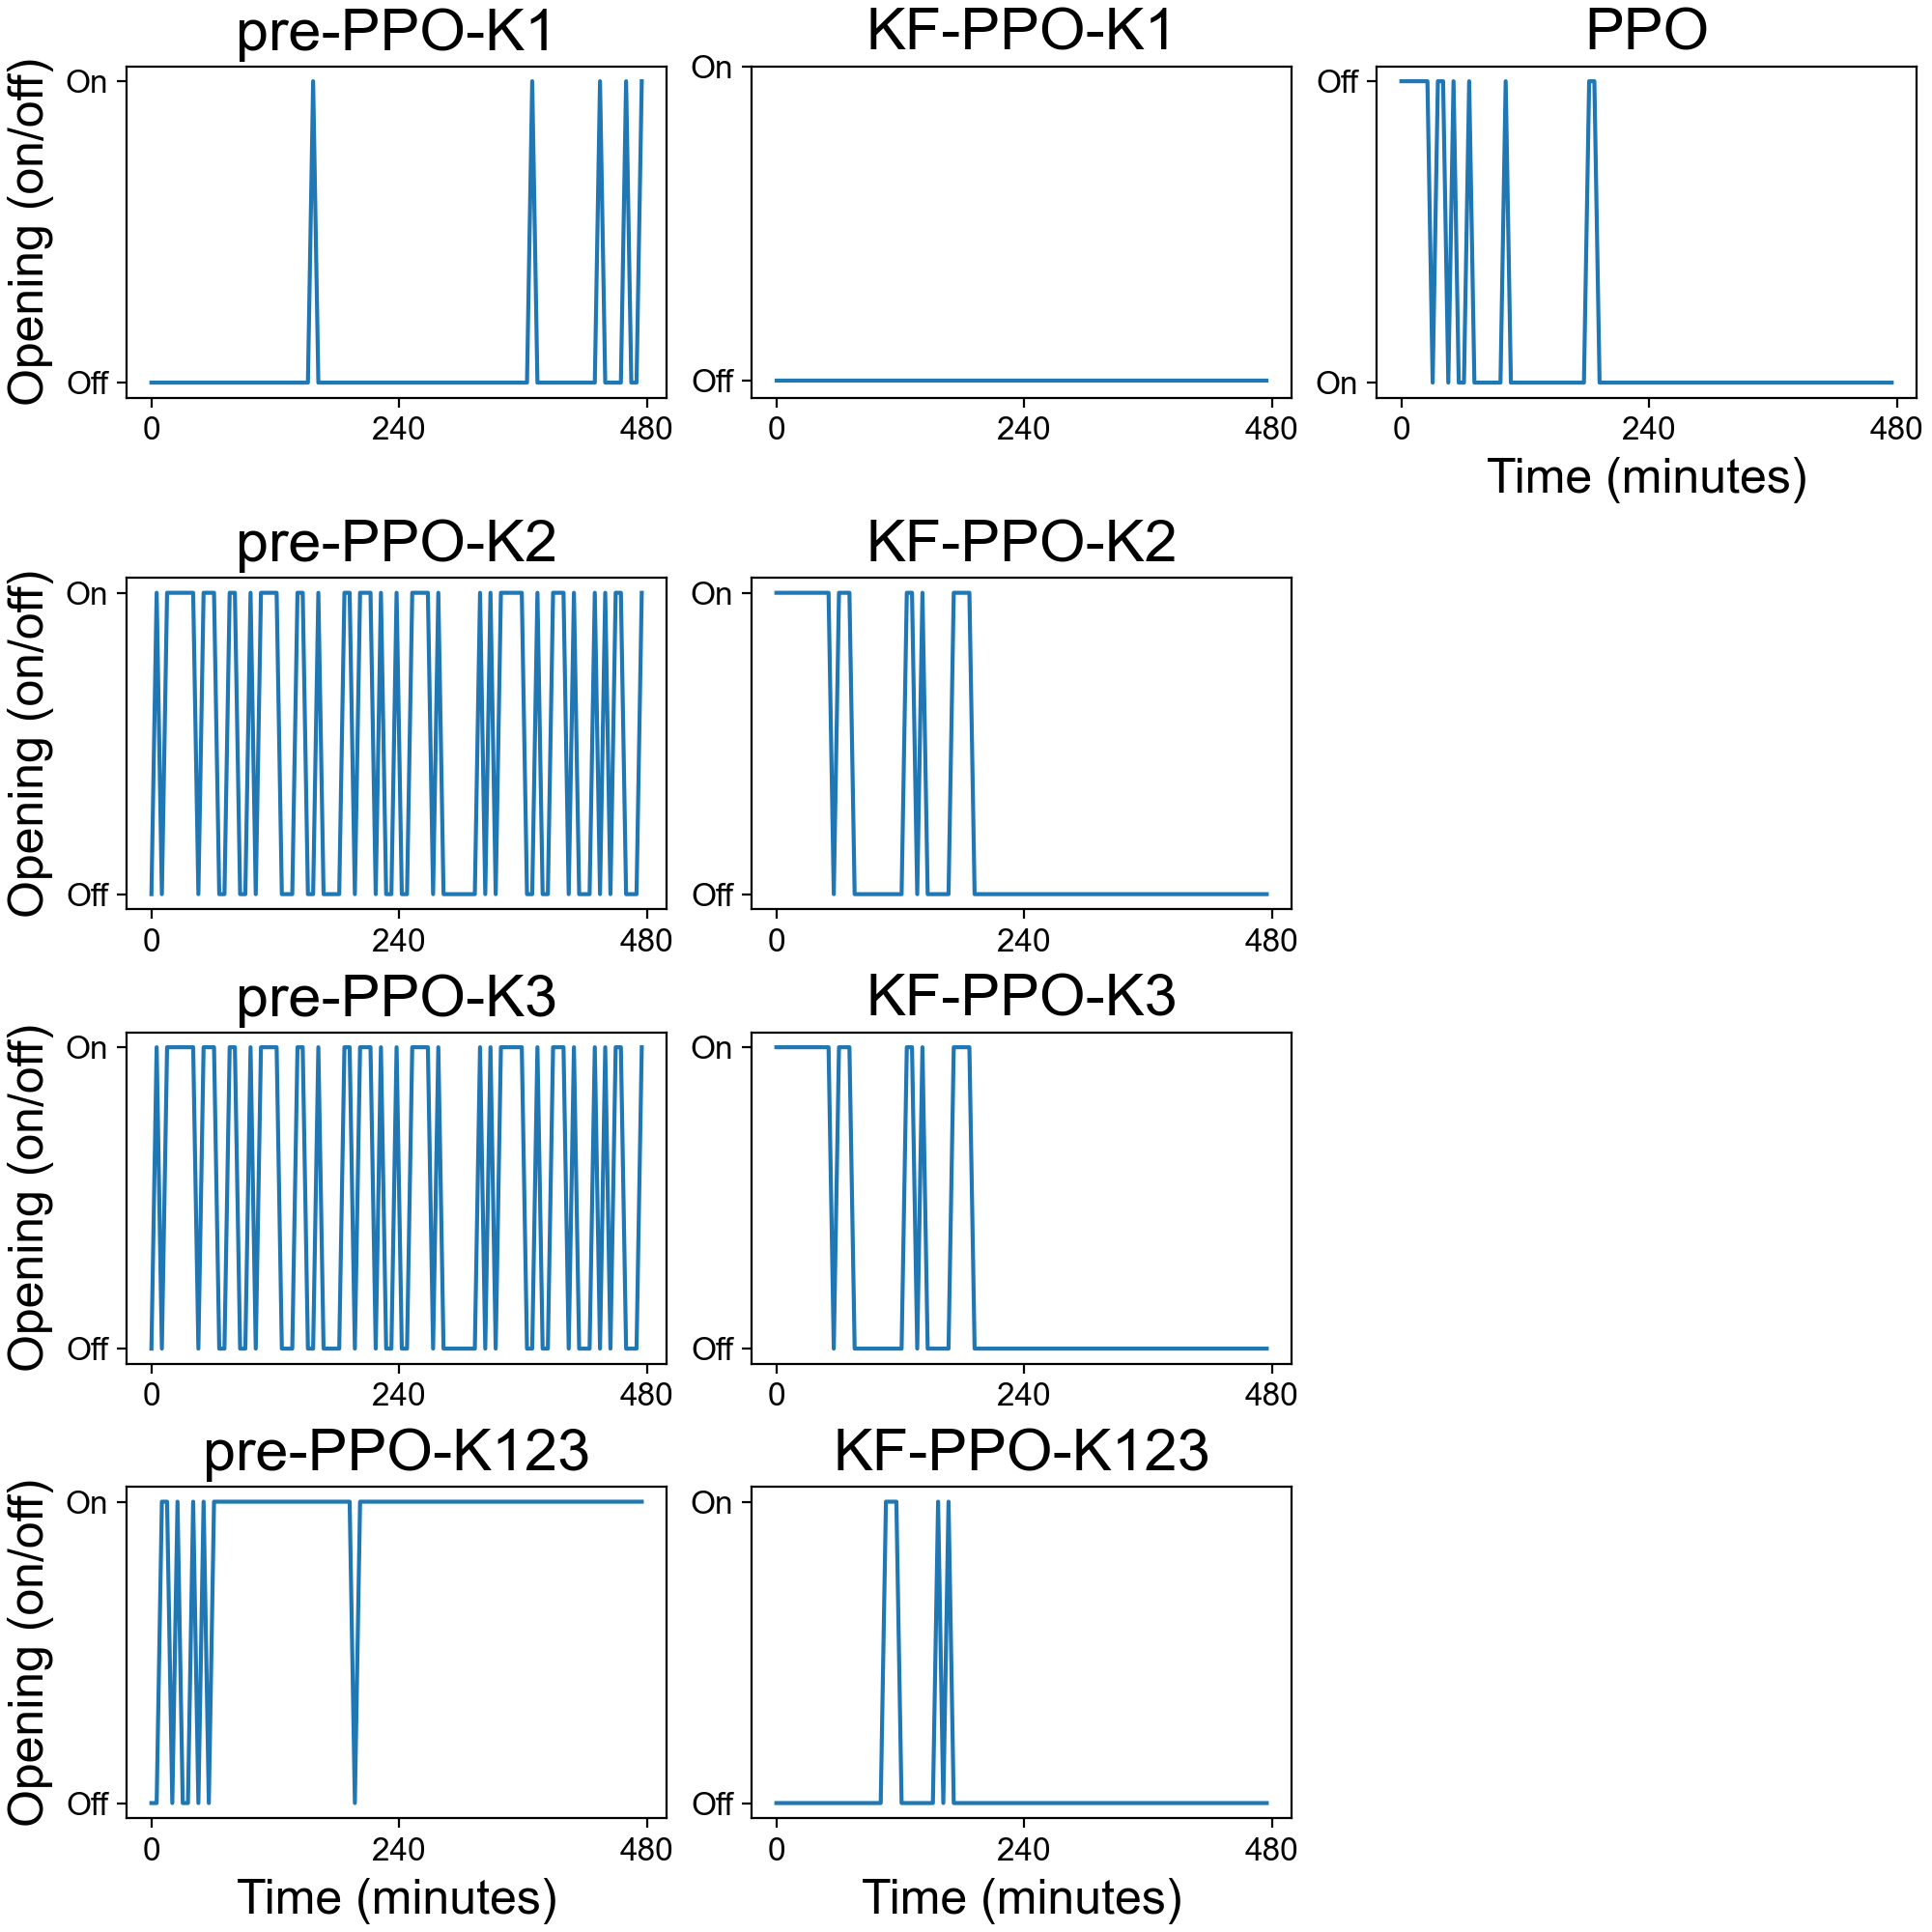 pre-PPO-K1
KF-PPO-K1
PPO
Opening (on/off)
On
Off
0 240 480
On
Off
0 240 480
Off
On
0 240 480
Time (minutes)
pre-PPO-K2
KF-PPO-K2
Opening (on/off)
On
Off
0 240 480
On
Off
0 240 480
pre-PPO-K3
KF-PPO-K3
Opening (on/off)
On
Off
0 240 480
On
Off
0 240 480
pre-PPO-K123
KF-PPO-K123
Opening (on/off)
On
Off
0 240 480
Time (minutes)
On
Off
0 240 480
Time (minutes)